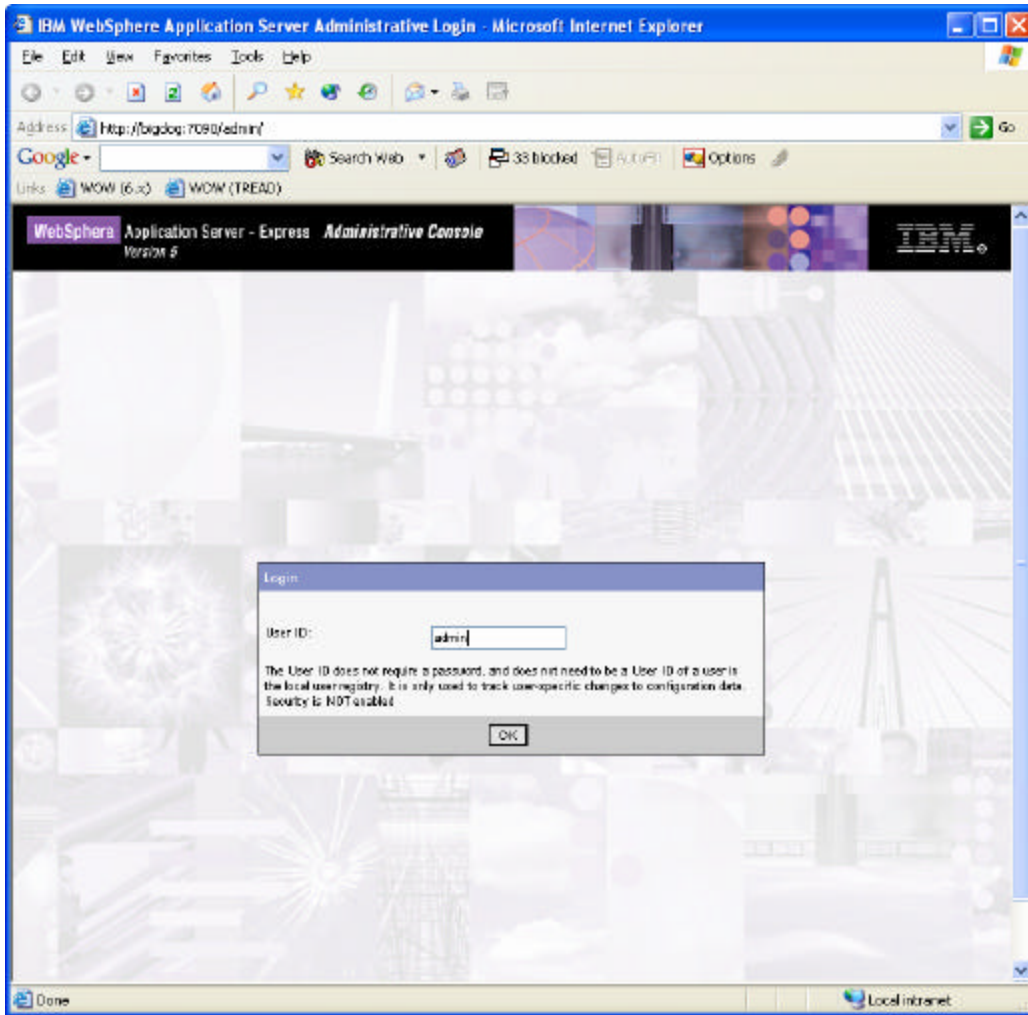 IBM WebSphere Application Server Administrative Login - Microsoft Internet Explorer
File Edit View Favorites Tools Help
Address http://bigdog:7090/admin/ Go
Google Search Web 33 blocked AutoFill Options
Links WOW (6.x) WOW (TREAD)
WebSphere Application Server - Express Administrative Console
Version 5
IBM
Login
User ID: admin
The User ID does not require a password, and does not need to be a User ID of a user in
the local user registry. It is only used to track user-specific changes to configuration data.
Security is NOT enabled
OK
Done Local intranet